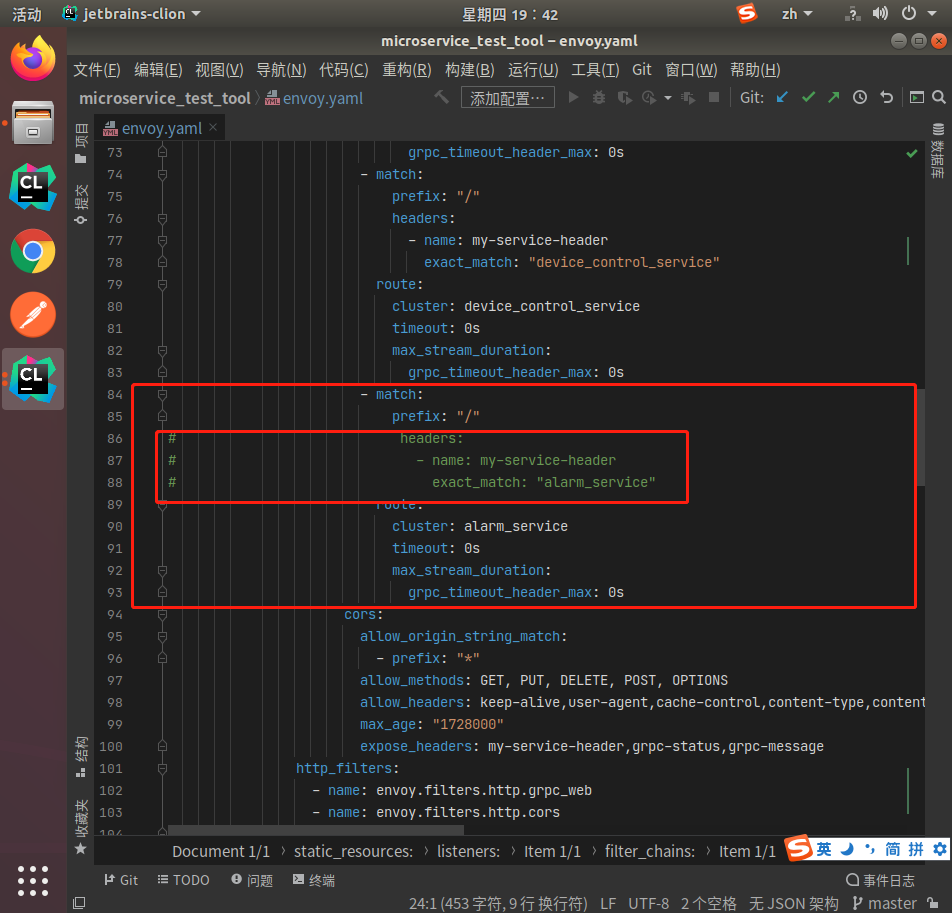 活动 jetbrains-clion 星期四 19：42 zh
microservice_test_tool – envoy.yaml
文件(F) 编辑(E) 视图(V) 导航(N) 代码(C) 重构(R) 构建(B) 运行(U) 工具(T) Git 窗口(W) 帮助(H)
microservice_test_tool envoy.yaml 添加配置… Git:
项目 envoy.yaml
数据库
提交
73 grpc_timeout_header_max: 0s
74 - match:
75 prefix: "/"
76 headers:
77 - name: my-service-header
78 exact_match: "device_control_service"
79 route:
80 cluster: device_control_service
81 timeout: 0s
82 max_stream_duration:
83 grpc_timeout_header_max: 0s
84 - match:
85 prefix: "/"
86 # headers:
87 # - name: my-service-header
88 # exact_match: "alarm_service"
89 route:
90 cluster: alarm_service
91 timeout: 0s
92 max_stream_duration:
93 grpc_timeout_header_max: 0s
94 cors:
95 allow_origin_string_match:
96 - prefix: "*"
97 allow_methods: GET, PUT, DELETE, POST, OPTIONS
98 allow_headers: keep-alive,user-agent,cache-control,content-type,content
99 max_age: "1728000"
100 expose_headers: my-service-header,grpc-status,grpc-message
101 http_filters:
102 - name: envoy.filters.http.grpc_web
103 - name: envoy.filters.http.cors
104
结构
收藏夹
Document 1/1 › static_resources: › listeners: › Item 1/1 › filter_chains: › Item 1/1
英 简 拼
Git TODO 问题 终端 事件日志
24:1 (453 字符, 9 行 换行符) LF UTF-8 2 个空格 无 JSON 架构 master